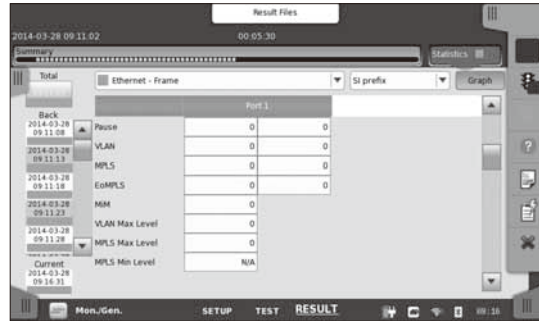 Result Files
2014-03-28 09:11:02 00:05:30
Summary
Statistics
Total Ethernet - Frame SI prefix Graph
Port 1
Back
2014-03-28 09:11:08
2014-03-28 09:11:13
2014-03-28 09:11:18
2014-03-28 09:11:23
2014-03-28 09:11:28
Current
2014-03-28 09:16:31
Pause 0 0
VLAN 0 0
MPLS 0 0
EoMPLS 0 0
MiM 0
VLAN Max Level 0
MPLS Max Level 0
MPLS Min Level N/A
Mon./Gen. SETUP TEST RESULT